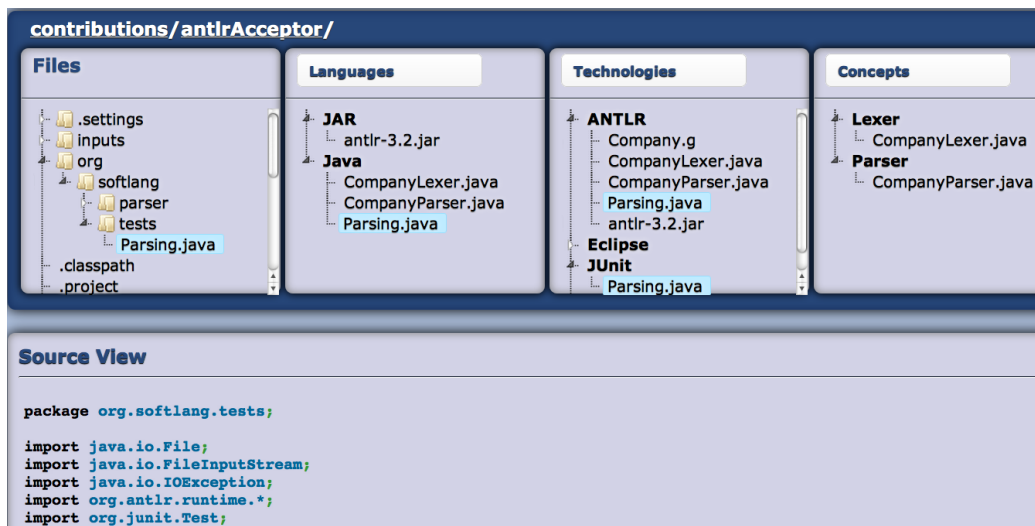 contributions/antlrAcceptor/
Files
.settings
inputs
org
softlang
parser
tests
Parsing.java
.classpath
.project
Languages
JAR
antlr-3.2.jar
Java
CompanyLexer.java
CompanyParser.java
Parsing.java
Technologies
ANTLR
Company.g
CompanyLexer.java
CompanyParser.java
Parsing.java
antlr-3.2.jar
Eclipse
JUnit
Parsing.java
Concepts
Lexer
CompanyLexer.java
Parser
CompanyParser.java
Source View
package org.softlang.tests;
import java.io.File;
import java.io.FileInputStream;
import java.io.IOException;
import org.antlr.runtime.*;
import org.junit.Test;